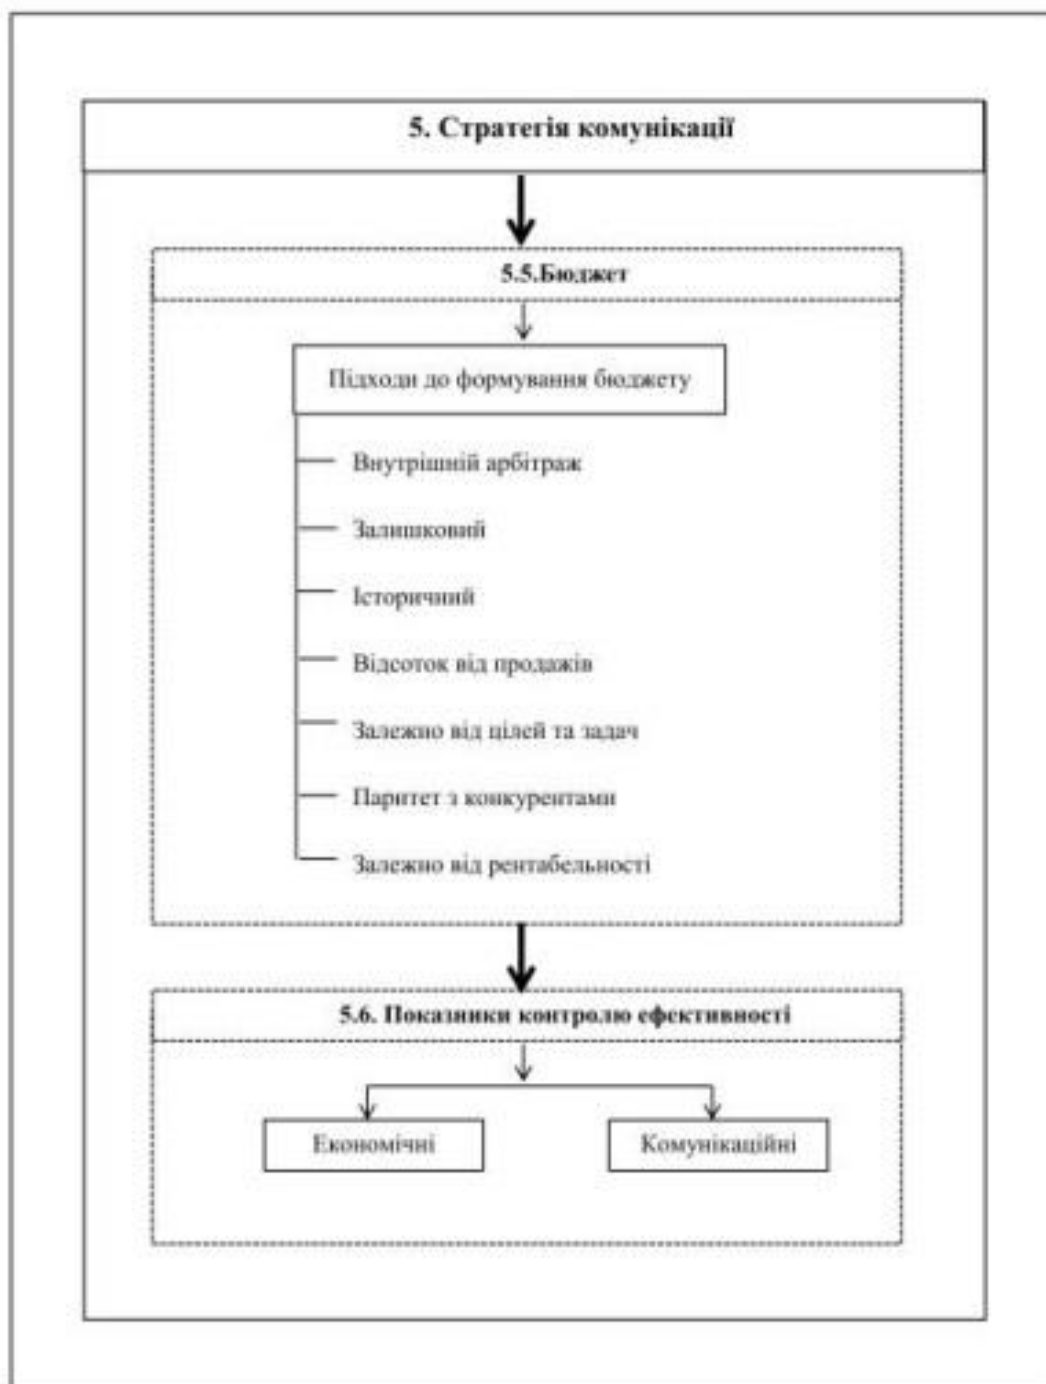 5. Стратегія комунікації
5.5.Бюджет
Підходи до формування бюджету
Внутрішній арбітраж
Залишковий
Історичний
Відсоток від продажів
Залежно від цілей та задач
Паритет з конкурентами
Залежно від рентабельності
5.6. Показники контролю ефективності
Економічні
Комунікаційні